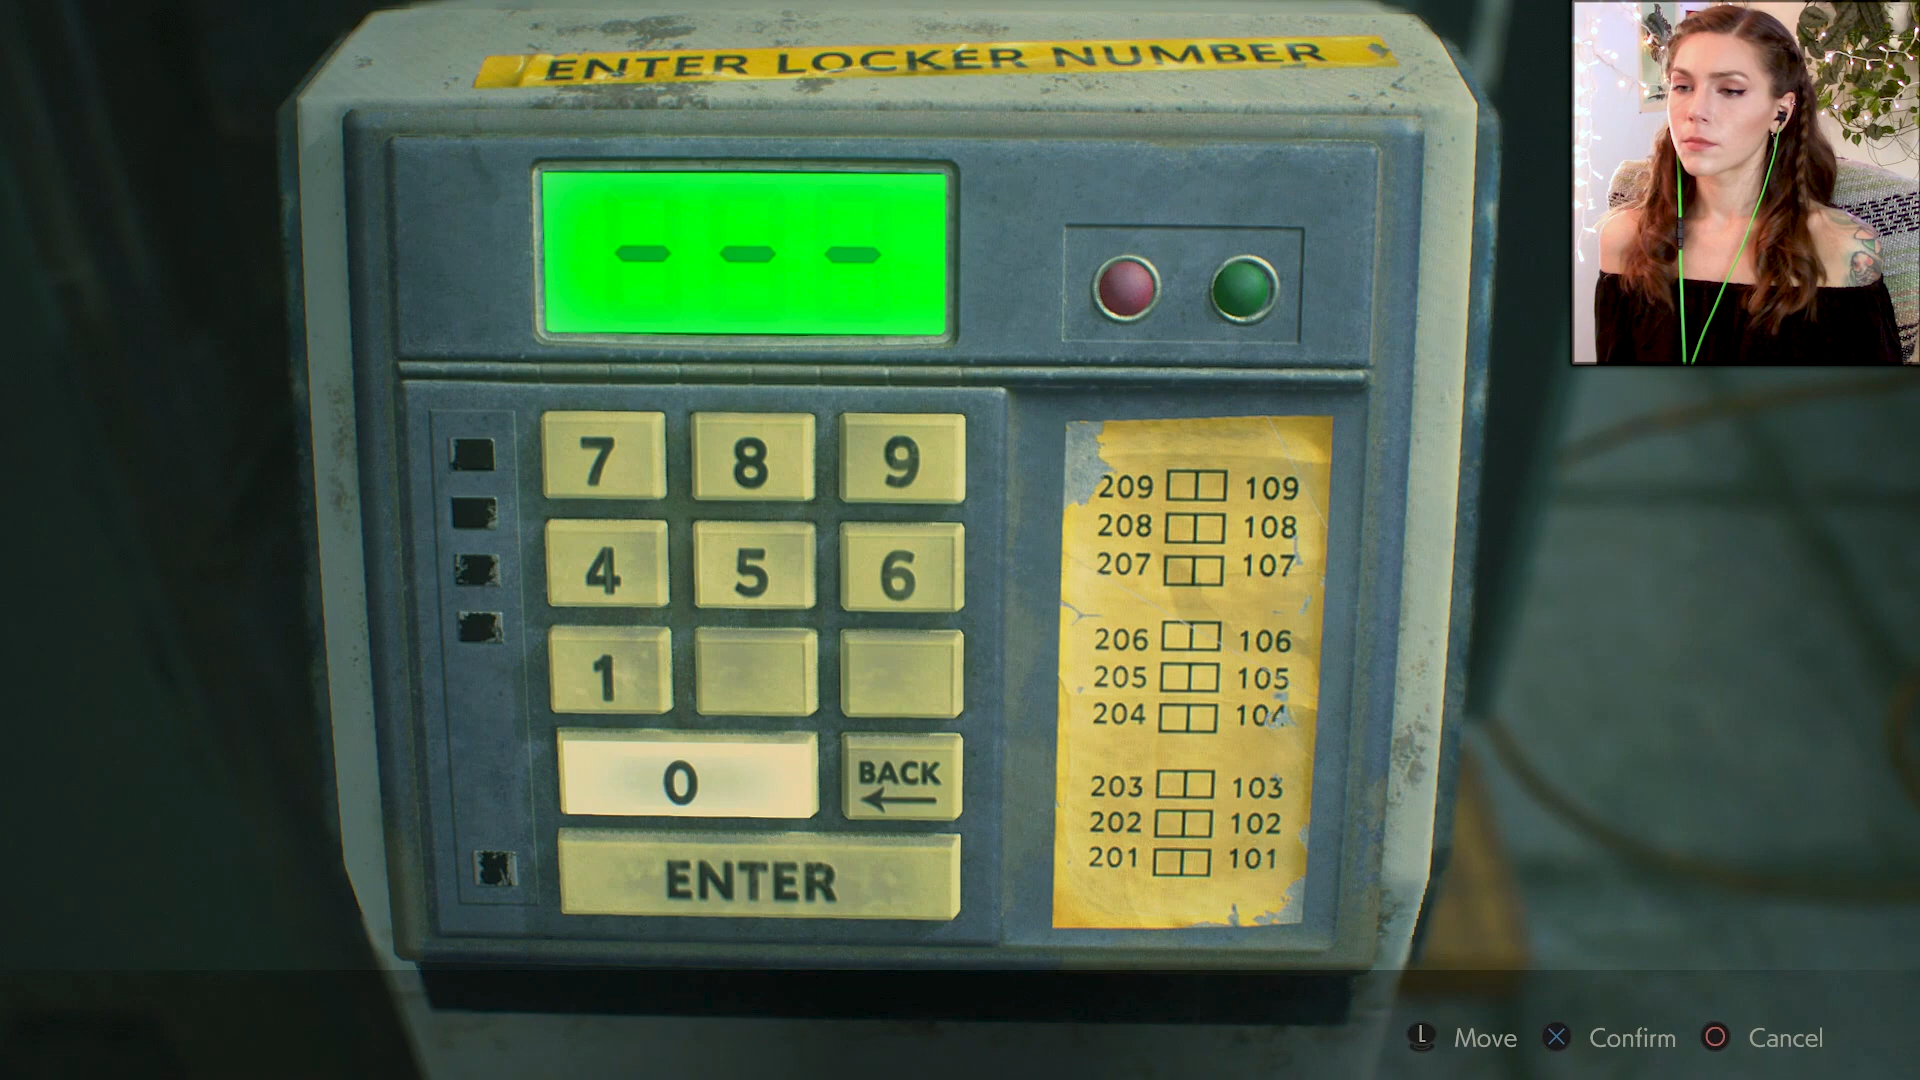 ENTER LOCKER NUMBER
7 8 9
4 5 6
1
0 BACK
ENTER
209 109
208 108
207 107
206 106
205 105
204 104
203 103
202 102
201 101
L Move Confirm Cancel